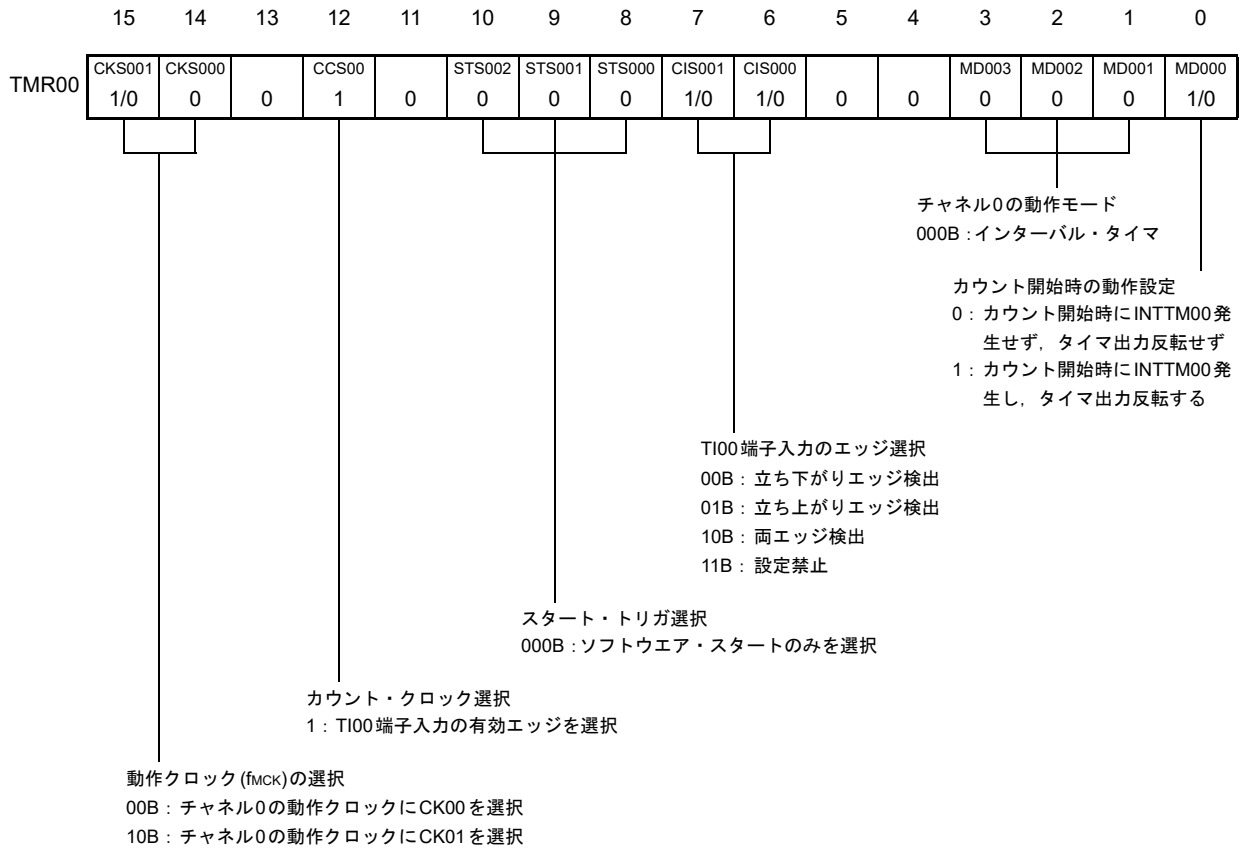 15 14 13 12 11 10 9 8 7 6 5 4 3 2 1 0
TMR00
CKS001 CKS000 CCS00 STS002 STS001 STS000 CIS001 CIS000 MD003 MD002 MD001 MD000
1/0 0 0 1 0 0 0 0 1/0 1/0 0 0 0 0 0 1/0
チャネル0の動作モード
000B：インターバル・タイマ
カウント開始時の動作設定
0：カウント開始時にINTTM00発
生せず，タイマ出力反転せず
1：カウント開始時にINTTM00発
生し，タイマ出力反転する
TI00端子入力のエッジ選択
00B：立ち下がりエッジ検出
01B：立ち上がりエッジ検出
10B：両エッジ検出
11B：設定禁止
スタート・トリガ選択
000B：ソフトウエア・スタートのみを選択
カウント・クロック選択
1：TI00端子入力の有効エッジを選択
動作クロック(fMCK)の選択
00B：チャネル0の動作クロックにCK00を選択
10B：チャネル0の動作クロックにCK01を選択